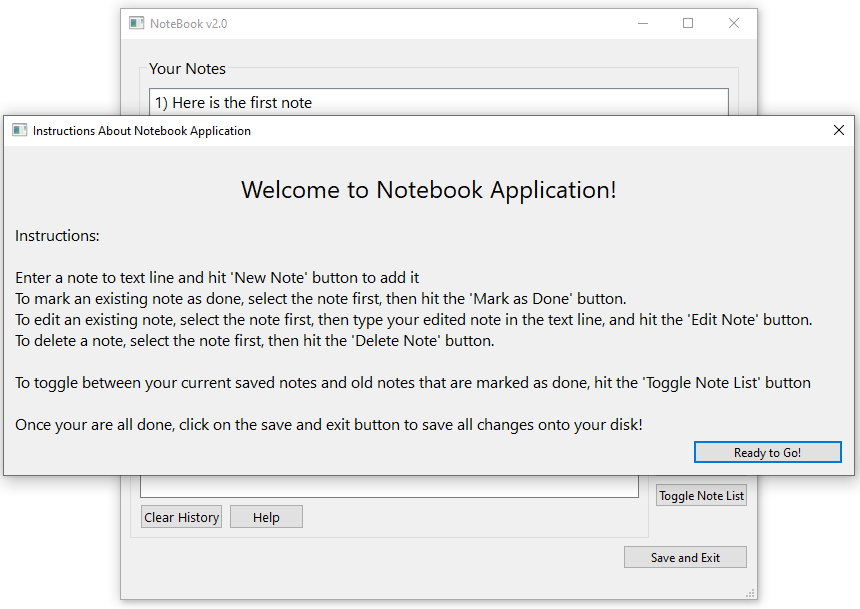 NoteBook v2.0
Your Notes
1) Here is the first note
Instructions About Notebook Application
Welcome to Notebook Application!
Instructions:
Enter a note to text line and hit 'New Note' button to add it
To mark an existing note as done, select the note first, then hit the 'Mark as Done' button.
To edit an existing note, select the note first, then type your edited note in the text line, and hit the 'Edit Note' button.
To delete a note, select the note first, then hit the 'Delete Note' button.
To toggle between your current saved notes and old notes that are marked as done, hit the 'Toggle Note List' button
Once your are all done, click on the save and exit button to save all changes onto your disk!
Ready to Go!
Toggle Note List
Clear History Help
Save and Exit